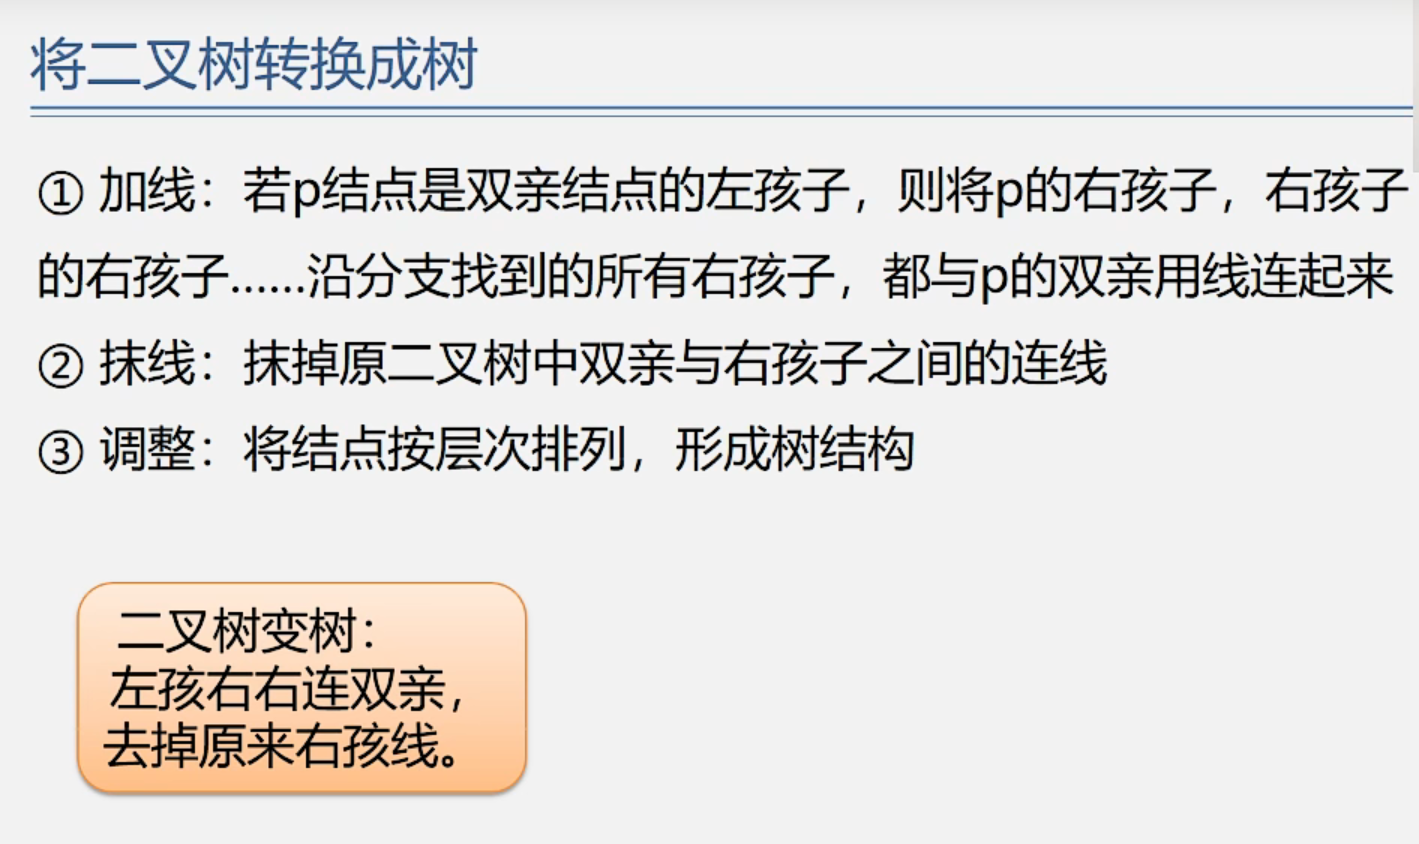 将二叉树转换成树
① 加线：若p结点是双亲结点的左孩子，则将p的右孩子，右孩子
的右孩子……沿分支找到的所有右孩子，都与p的双亲用线连起来
② 抹线：抹掉原二叉树中双亲与右孩子之间的连线
③ 调整：将结点按层次排列，形成树结构
二叉树变树：
左孩右右连双亲，
去掉原来右孩线。